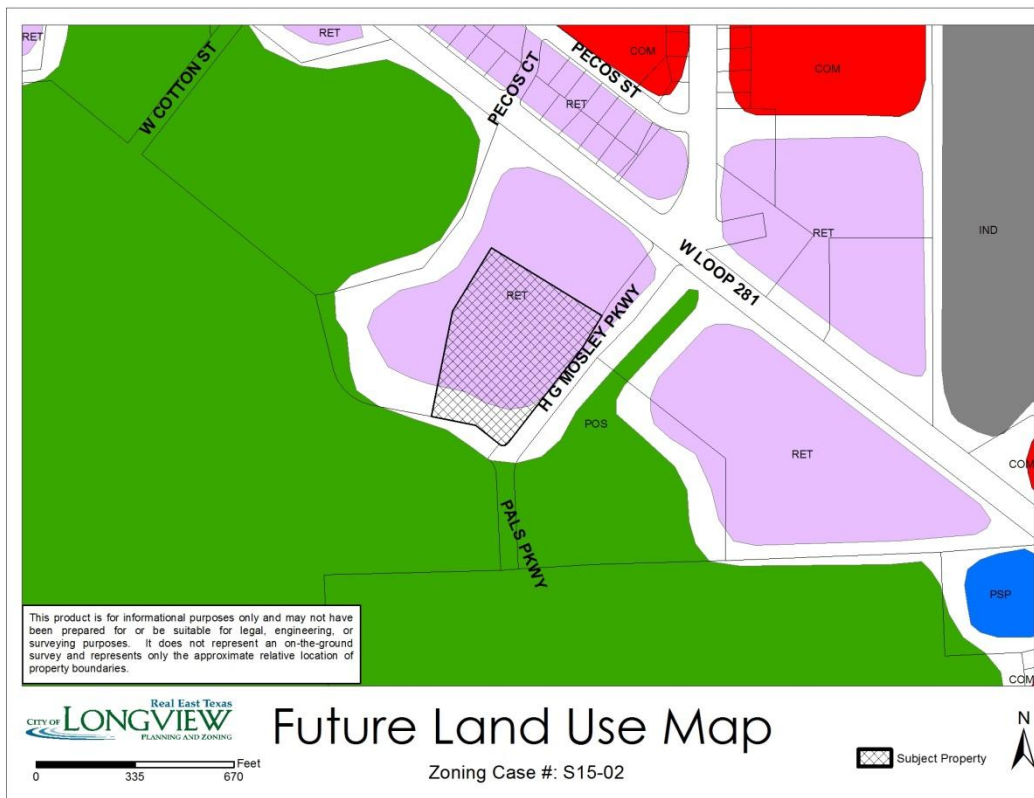 RET
RET
COM
COM
W COTTON ST
PECOS CT
PECOS ST
RET
RET
IND
W LOOP 281
RET
H G MOSLEY PKWY
POS
RET
COM
PALS PKWY
PSP
COM
This product is for informational purposes only and may not have
been prepared for or be suitable for legal, engineering, or
surveying purposes. It does not represent an on-the-ground
survey and represents only the approximate relative location of
property boundaries.
Real East Texas
CITY OF LONGVIEW
PLANNING AND ZONING
Feet
0 335 670
Future Land Use Map
Zoning Case #: S15-02
Subject Property
N